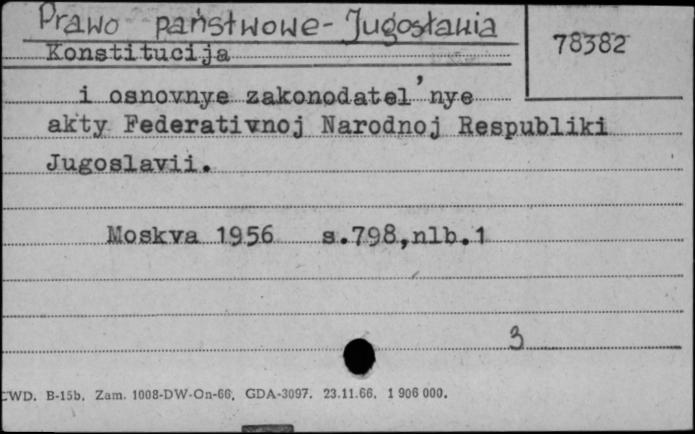 Prawo państwowe - Jugosławia
78382
Konstitucija
i osnovnye zakonodatel'nye
akty Federativnoj Narodnoj Respubliki
Jugoslavii.
Moskva 1956 s.798,nlb.1
3
CWD. B-15b. Zam. 1008-DW-On-66. GDA-3097. 23.11.66. 1 906 000.